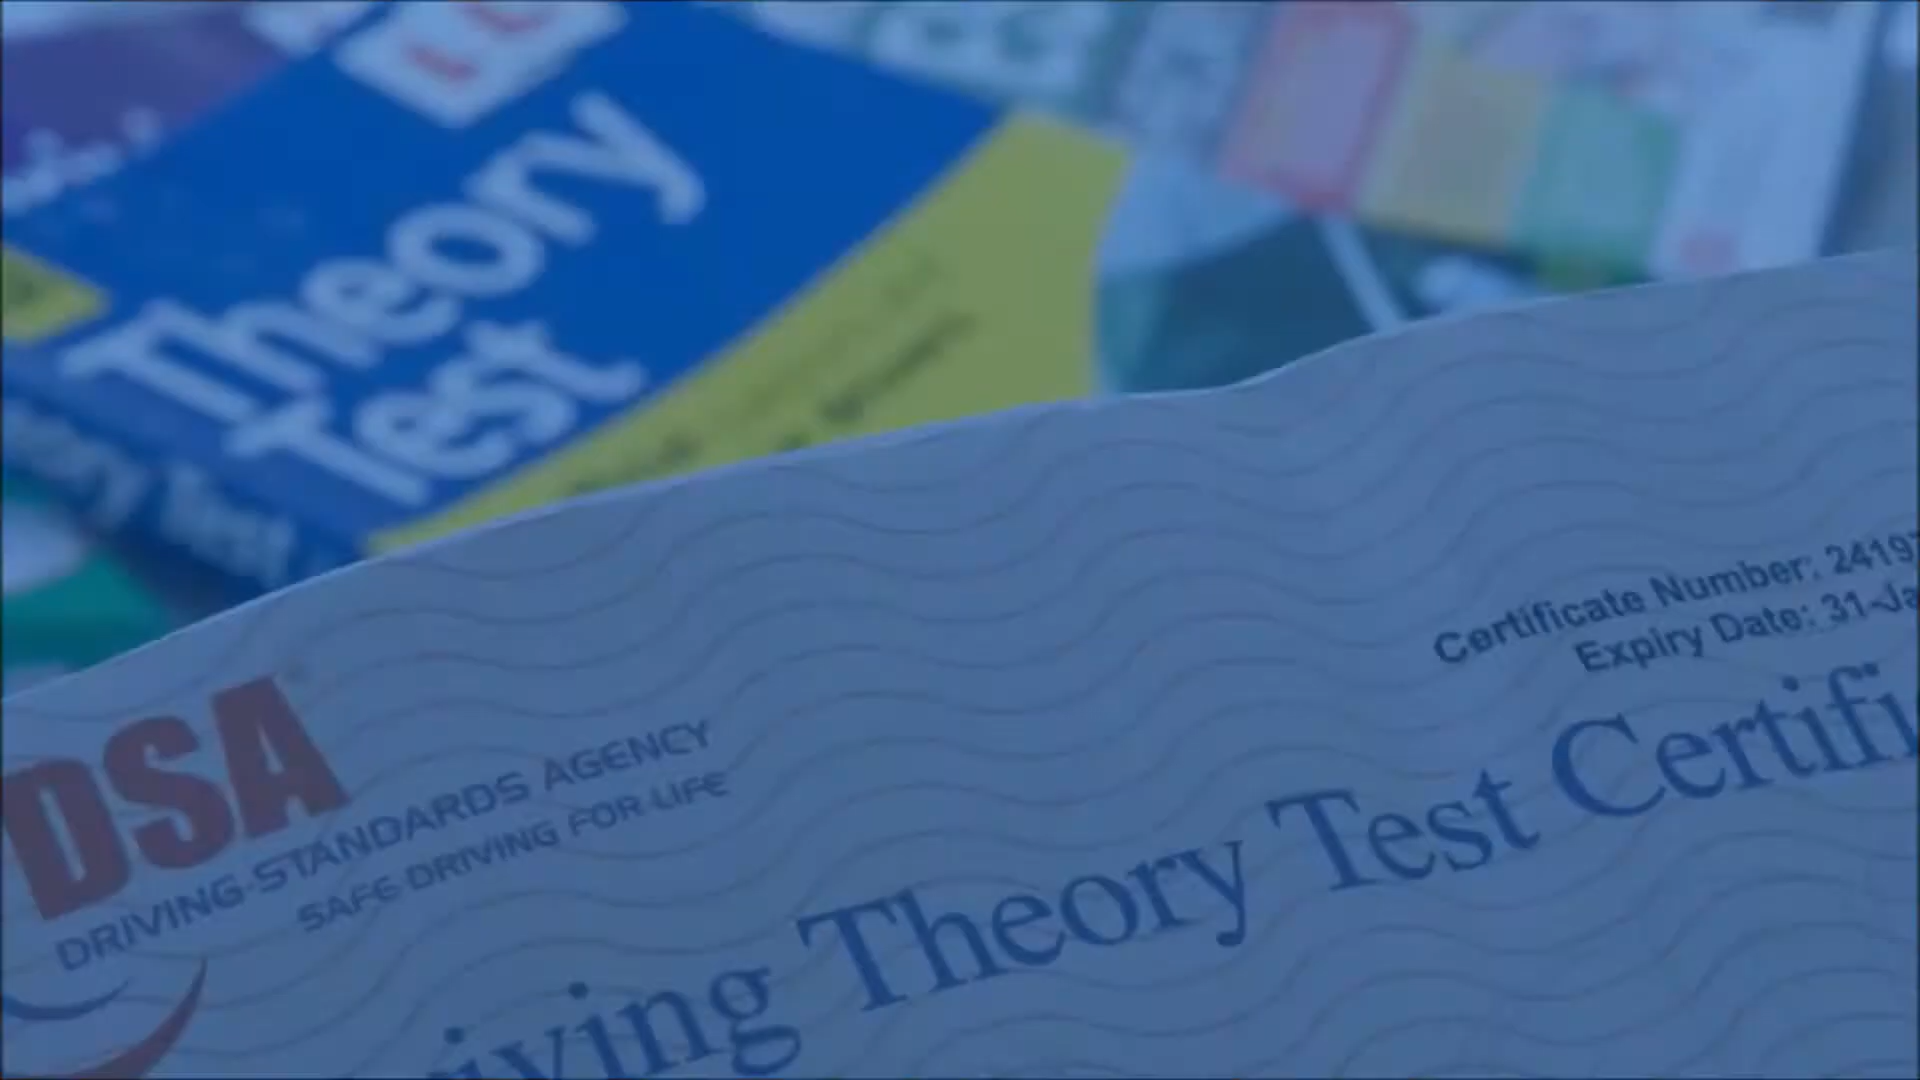 Theory
Test
Certificate Number: 2419
Expiry Date: 31-Ja
DSA
DRIVING STANDARDS AGENCY
SAFE DRIVING FOR LIFE
iving Theory Test Certifi